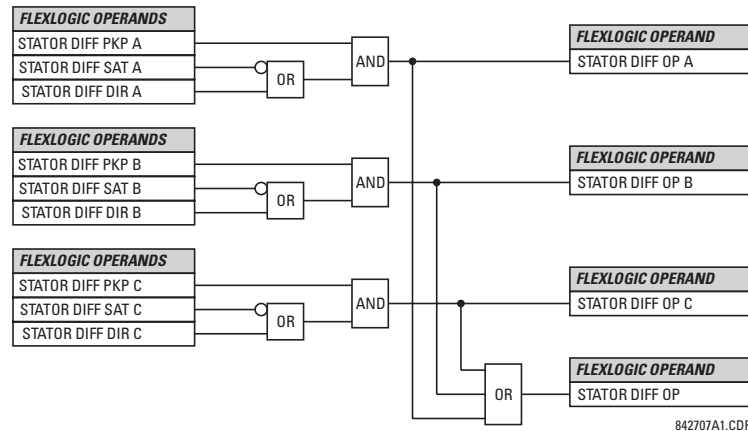 FLEXLOGIC OPERANDS
STATOR DIFF PKP A
STATOR DIFF SAT A
STATOR DIFF DIR A
OR
AND
FLEXLOGIC OPERAND
STATOR DIFF OP A
FLEXLOGIC OPERANDS
STATOR DIFF PKP B
STATOR DIFF SAT B
STATOR DIFF DIR B
OR
AND
FLEXLOGIC OPERAND
STATOR DIFF OP B
FLEXLOGIC OPERANDS
STATOR DIFF PKP C
STATOR DIFF SAT C
STATOR DIFF DIR C
OR
AND
FLEXLOGIC OPERAND
STATOR DIFF OP C
OR
FLEXLOGIC OPERAND
STATOR DIFF OP
842707A1.CDR